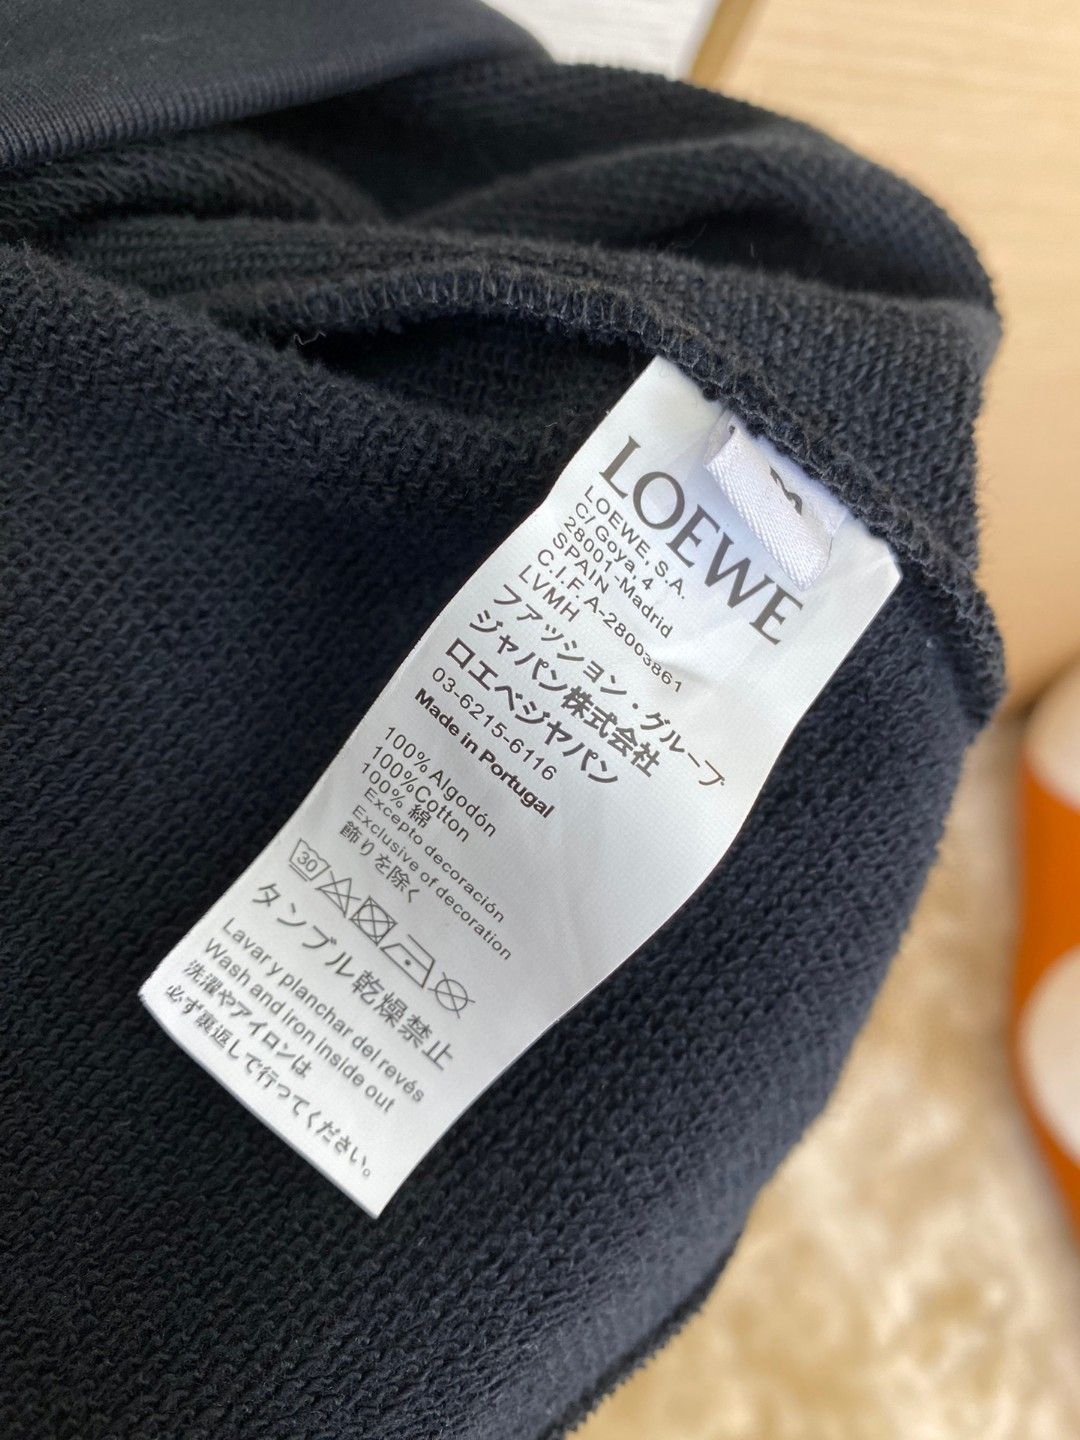 M
LOEWE
LOEWE, S.A.
C/ Goya, 4
28001-Madrid
SPAIN
C.I.F. A-28003861
LVMH
ファッション・グループ
ジャパン株式会社
ロエベジャパン
03-6215-6116
Made in Portugal
100% Algodón
100% Cotton
100% 綿
Excepto decoración
Exclusive of decoration
飾りを除く
30
タンブル乾燥禁止
Lavar y planchar del revés
Wash and iron inside out
洗濯やアイロンは
必ず裏返しで行ってください。